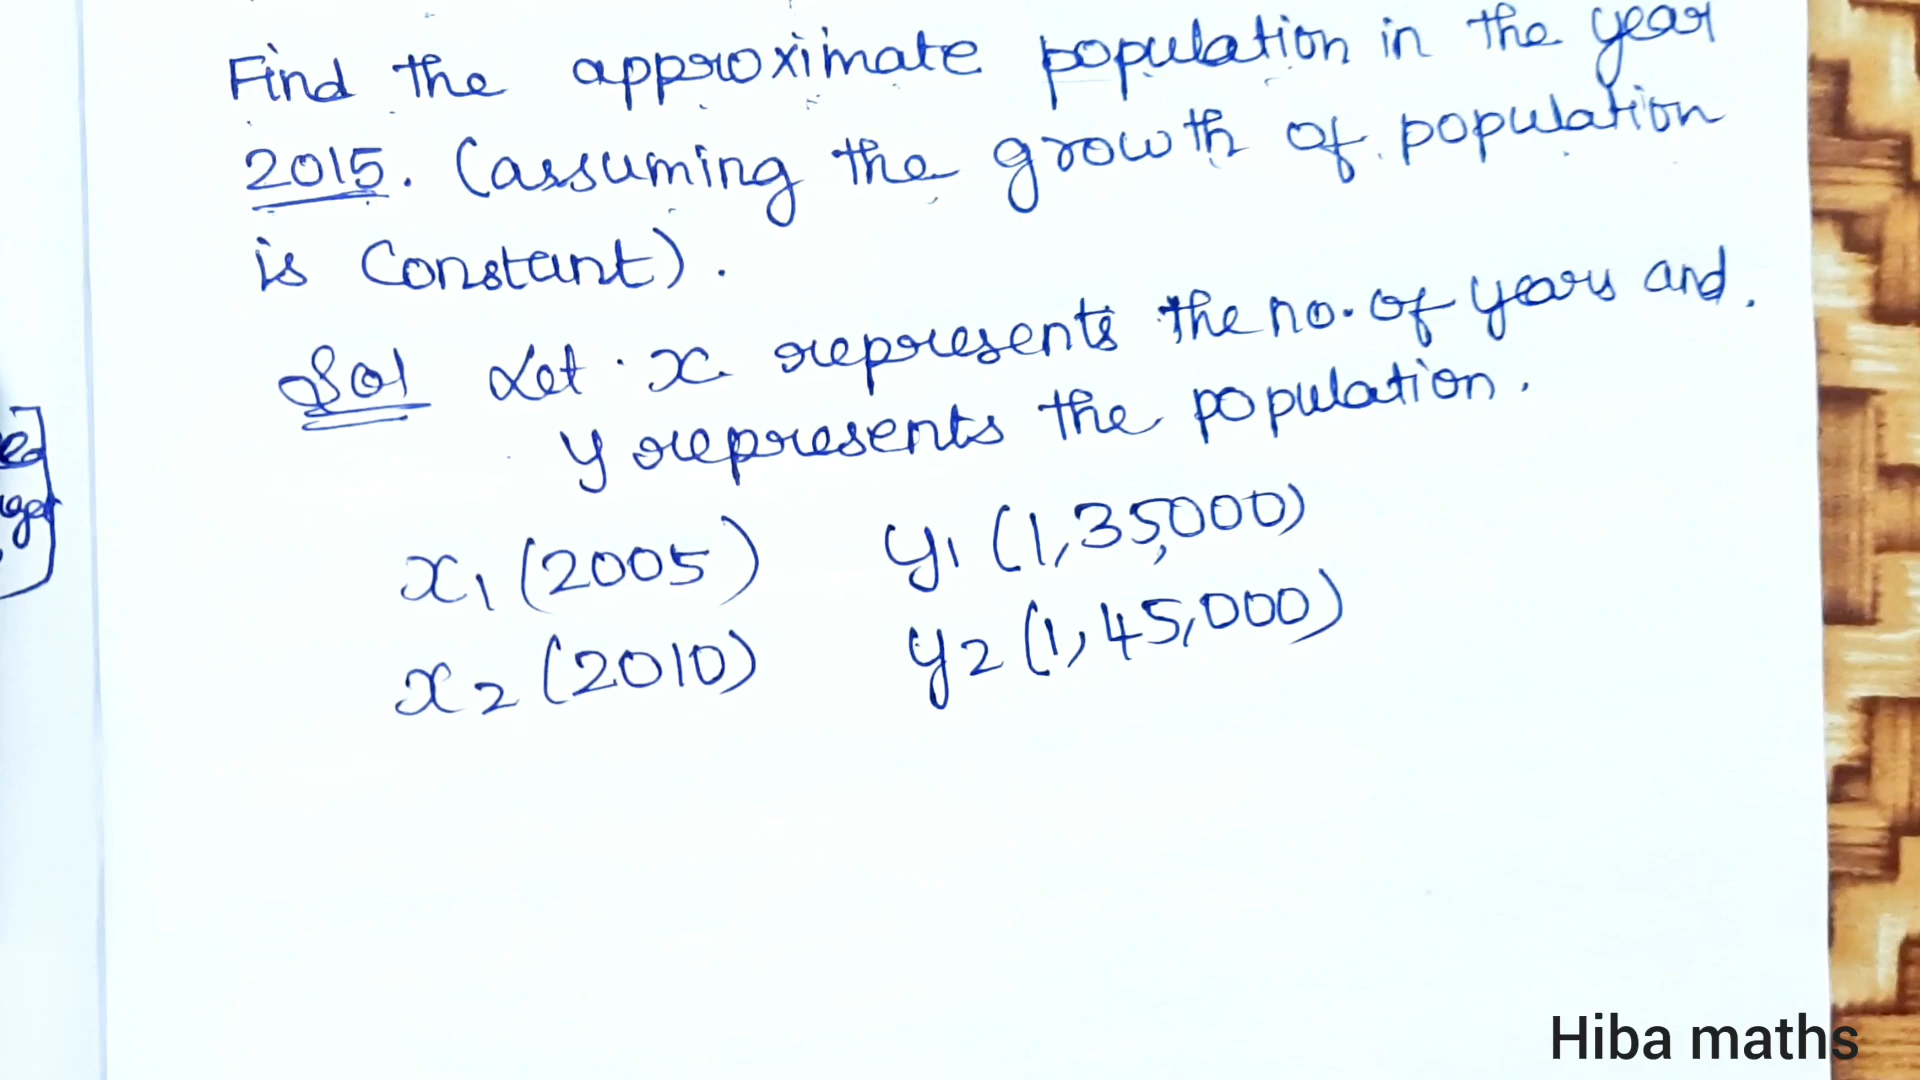 Find the approximate population in the year
2015. (assuming the growth of population
is Constant).
Sol Let x represents the no. of years and
y represents the population.
x1 (2005) y1 (1,35,000)
x2 (2010) y2 (1,45,000)
Hiba maths